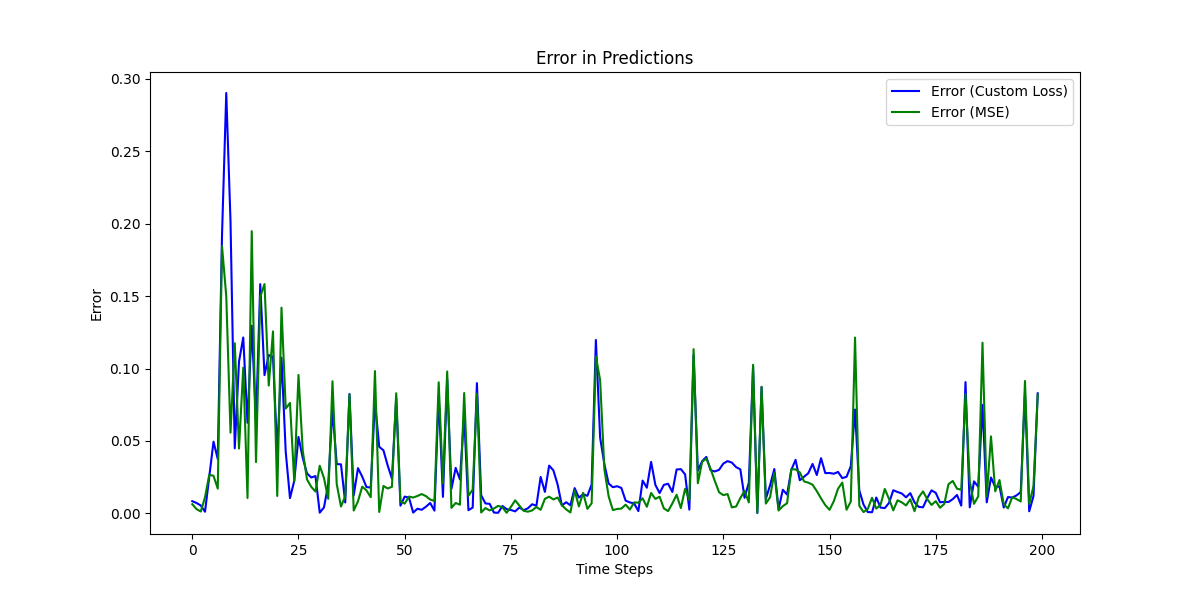 Error in Predictions
Error (Custom Loss)
Error (MSE)
Error
0.30
0.25
0.20
0.15
0.10
0.05
0.00
0 25 50 75 100 125 150 175 200
Time Steps